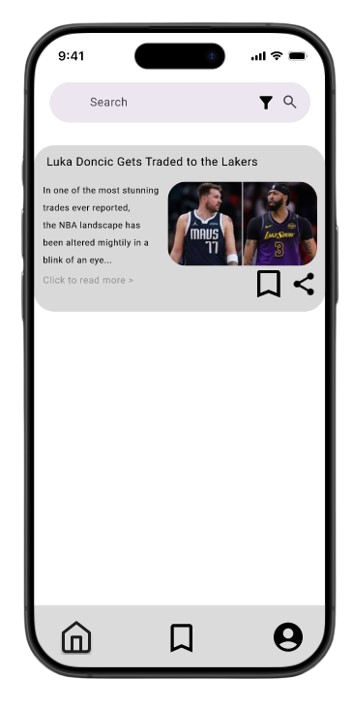 9:41
Search
Luka Doncic Gets Traded to the Lakers
In one of the most stunning
trades ever reported,
the NBA landscape has
been altered mightily in a
blink of an eye...
Click to read more >
MAVS
77
LAKERS
3